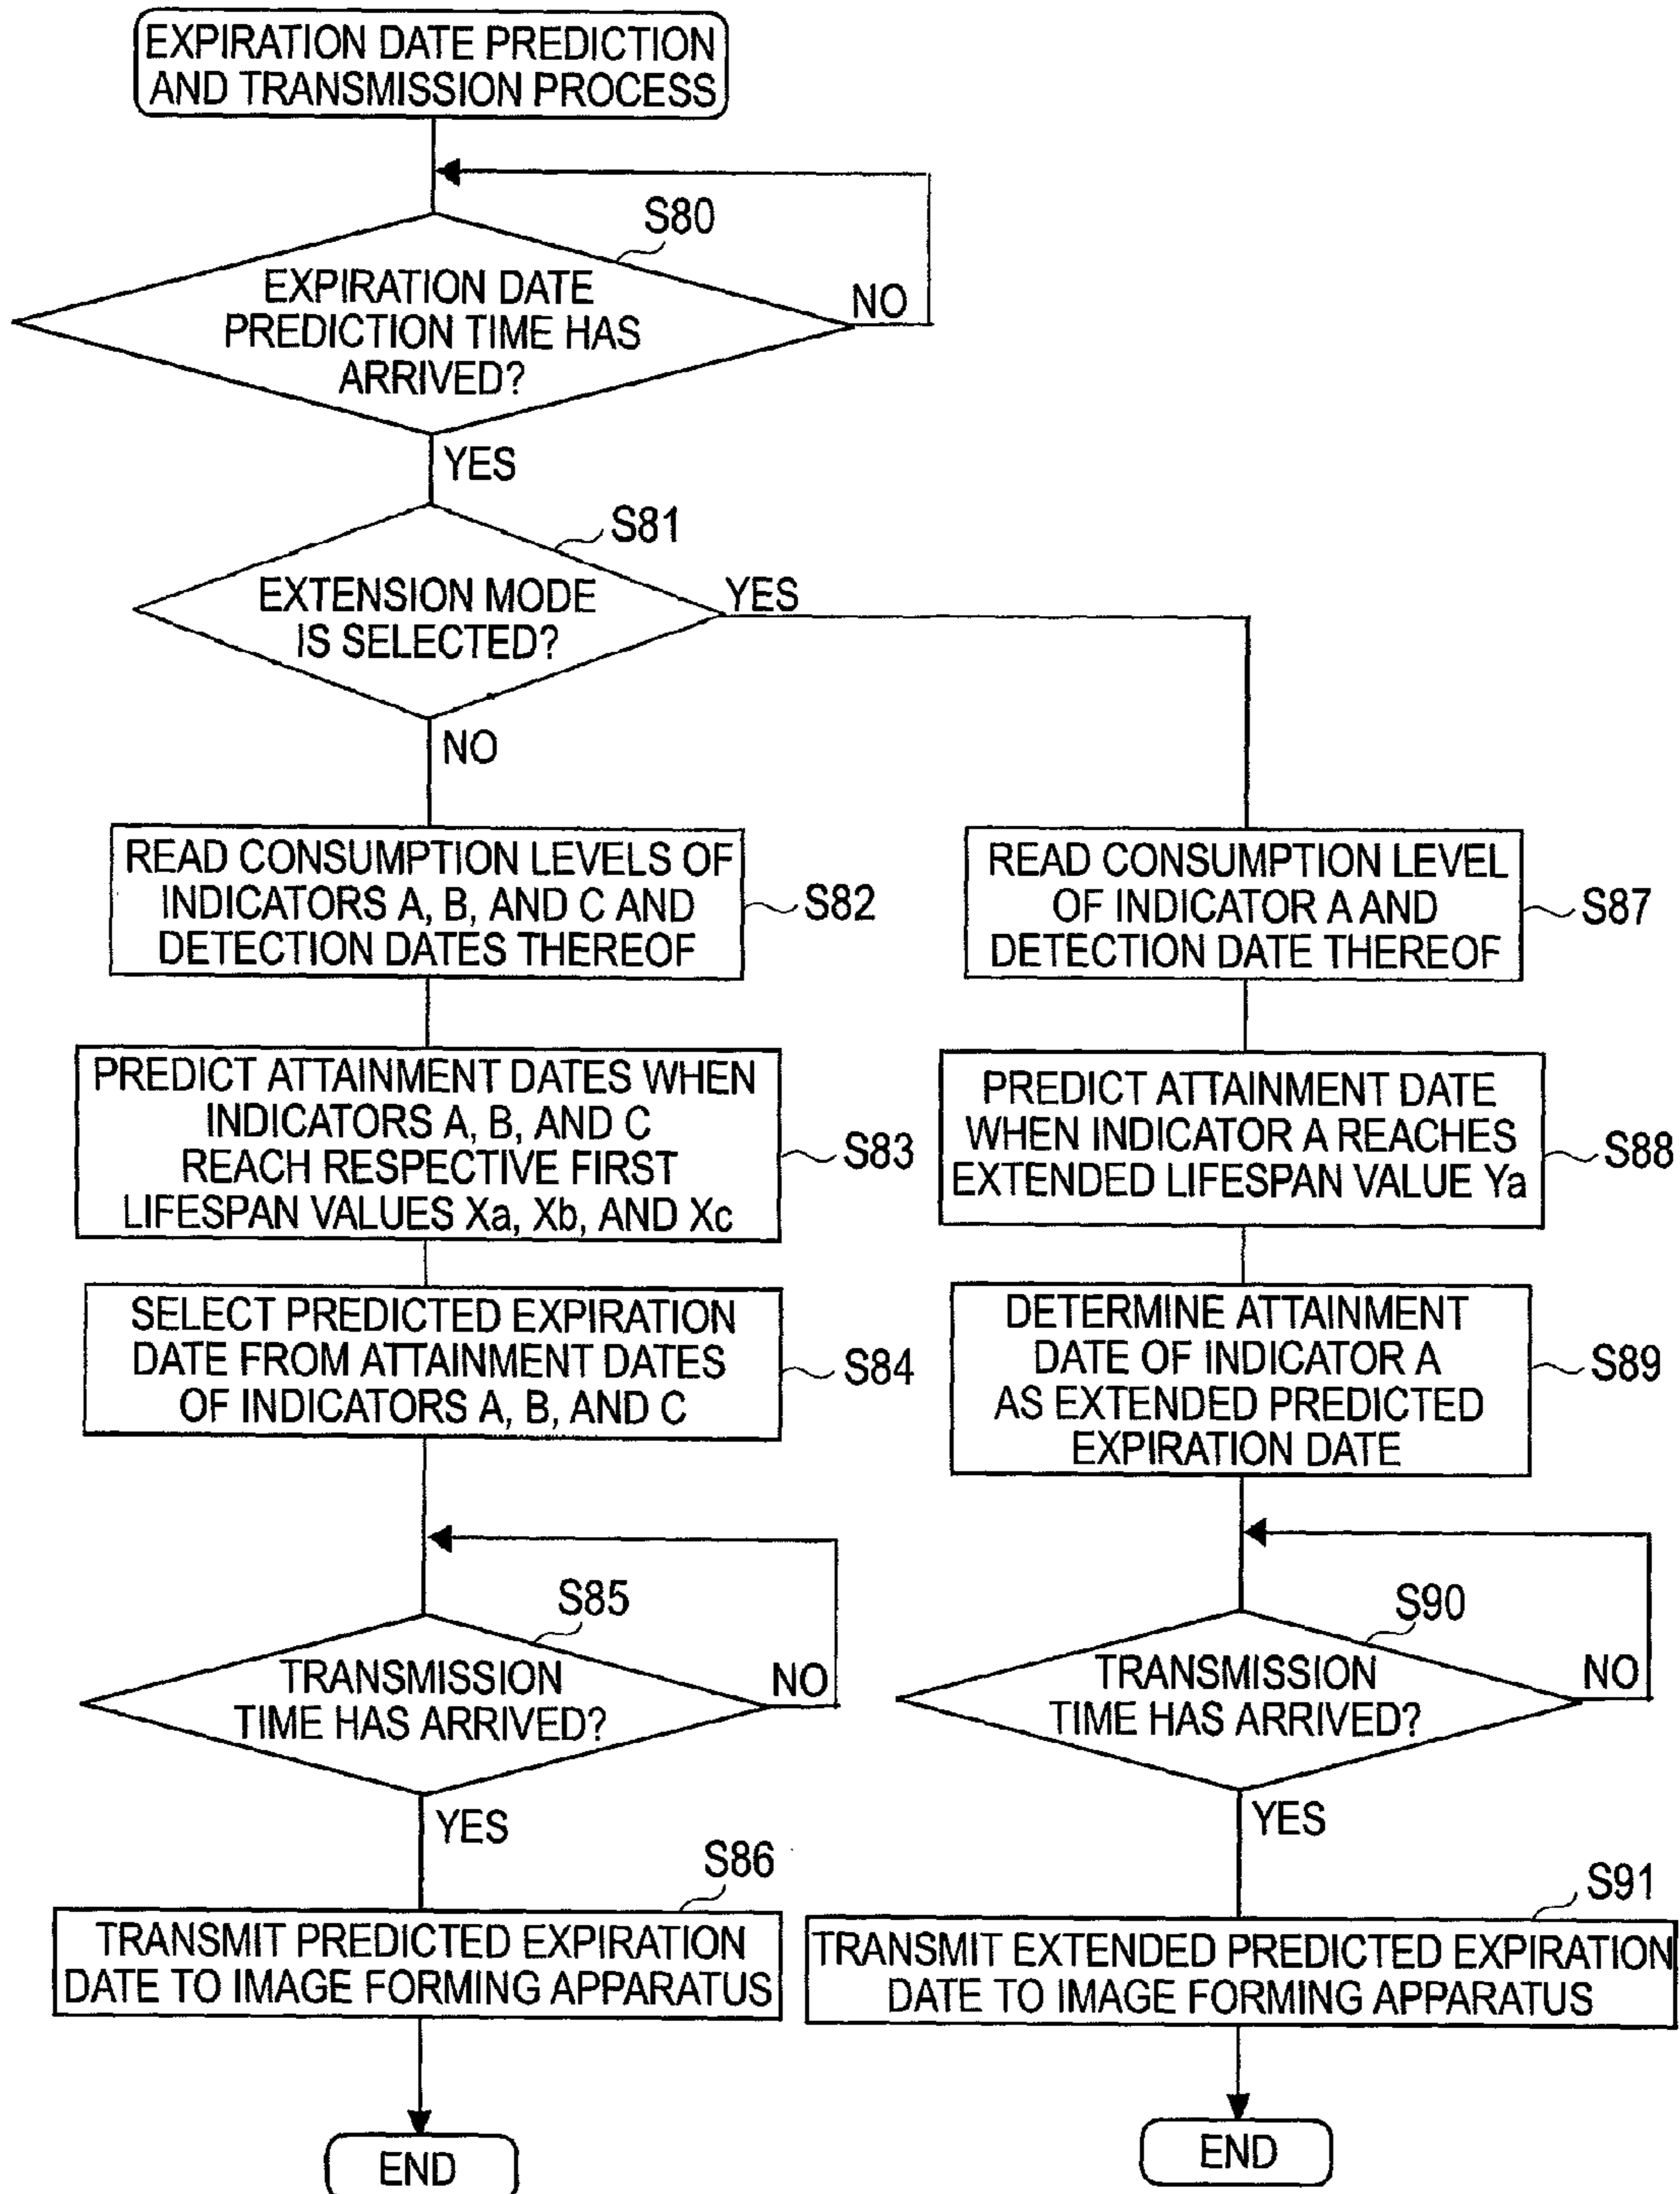 EXPIRATION DATE PREDICTION
AND TRANSMISSION PROCESS
S80
EXPIRATION DATE
PREDICTION TIME HAS
ARRIVED?
NO
YES
S81
EXTENSION MODE
IS SELECTED?
YES
NO
READ CONSUMPTION LEVELS OF
INDICATORS A, B, AND C AND
DETECTION DATES THEREOF
S82
PREDICT ATTAINMENT DATES WHEN
INDICATORS A, B, AND C
REACH RESPECTIVE FIRST
LIFESPAN VALUES Xa, Xb, AND Xc
S83
SELECT PREDICTED EXPIRATION
DATE FROM ATTAINMENT DATES
OF INDICATORS A, B, AND C
S84
S85
TRANSMISSION
TIME HAS ARRIVED?
NO
YES
S86
TRANSMIT PREDICTED EXPIRATION
DATE TO IMAGE FORMING APPARATUS
END
READ CONSUMPTION LEVEL
OF INDICATOR A AND
DETECTION DATE THEREOF
S87
PREDICT ATTAINMENT DATE
WHEN INDICATOR A REACHES
EXTENDED LIFESPAN VALUE Ya
S88
DETERMINE ATTAINMENT
DATE OF INDICATOR A
AS EXTENDED PREDICTED
EXPIRATION DATE
S89
S90
TRANSMISSION
TIME HAS ARRIVED?
NO
YES
S91
TRANSMIT EXTENDED PREDICTED EXPIRATION
DATE TO IMAGE FORMING APPARATUS
END